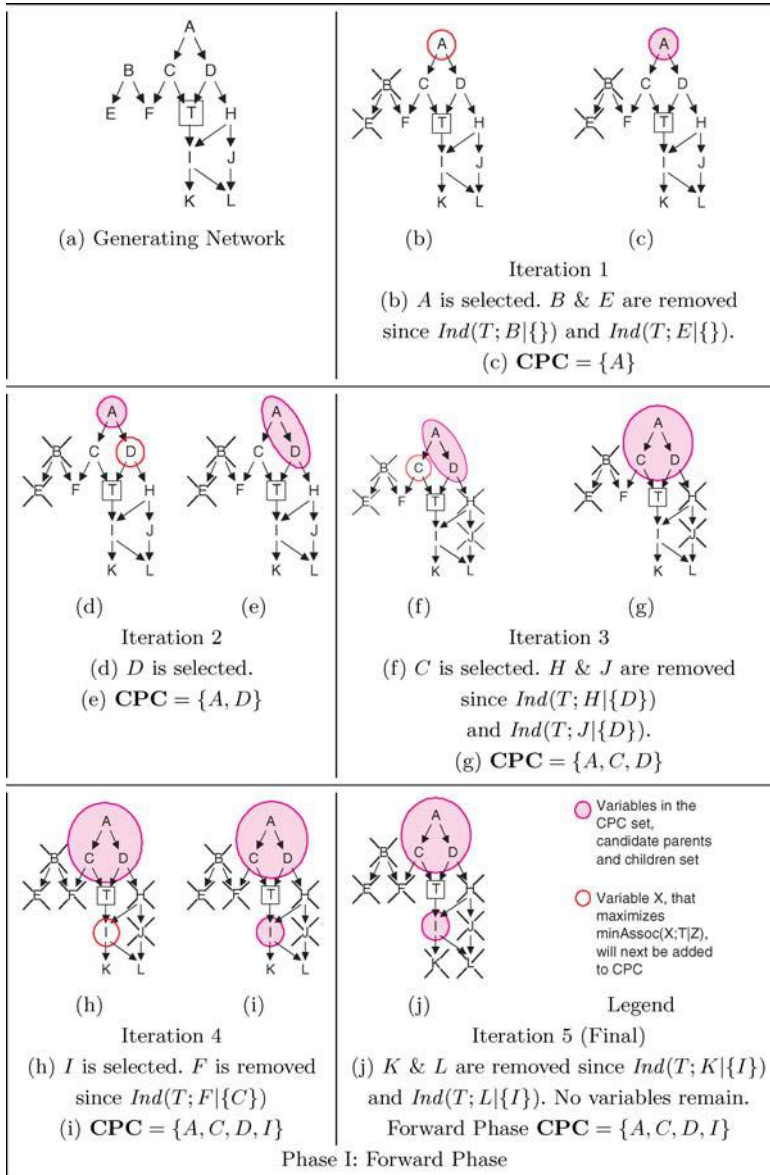 A
B C D
E F T H
I J
K L
(a) Generating Network
A
B C D
E F T H
I J
K L
(b)
A
B C D
E F T H
I J
K L
(c)
Iteration 1
(b) A is selected. B & E are removed
since Ind(T; B|{}) and Ind(T; E|{}).
(c) CPC = {A}
A
B C D
E F T H
I J
K L
(d)
A
B C D
E F T H
I J
K L
(e)
Iteration 2
(d) D is selected.
(e) CPC = {A, D}
A
B C D
E F T H
I J
K L
(f)
A
B C D
E F T H
I J
K L
(g)
Iteration 3
(f) C is selected. H & J are removed
since Ind(T; H|{D})
and Ind(T; J|{D}).
(g) CPC = {A, C, D}
A
B C D
E F T H
I J
K L
(h)
A
B C D
E F T H
I J
K L
(i)
Iteration 4
(h) I is selected. F is removed
since Ind(T; F|{C})
(i) CPC = {A, C, D, I}
A
B C D
E F T H
I J
K L
(j)
Variables in the
CPC set,
candidate parents
and children set
Variable X, that
maximizes
minAssoc(X;T|Z),
will next be added
to CPC
Legend
Iteration 5 (Final)
(j) K & L are removed since Ind(T; K|{I})
and Ind(T; L|{I}). No variables remain.
Forward Phase CPC = {A, C, D, I}
Phase I: Forward Phase